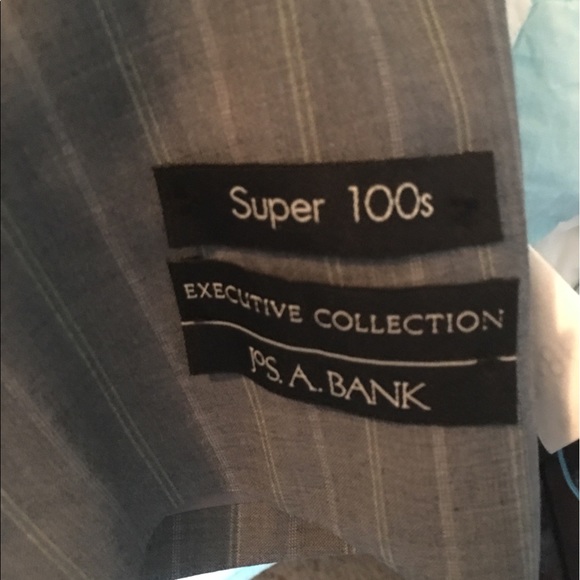 Super 100s
EXECUTIVE COLLECTION
JOS. A. BANK